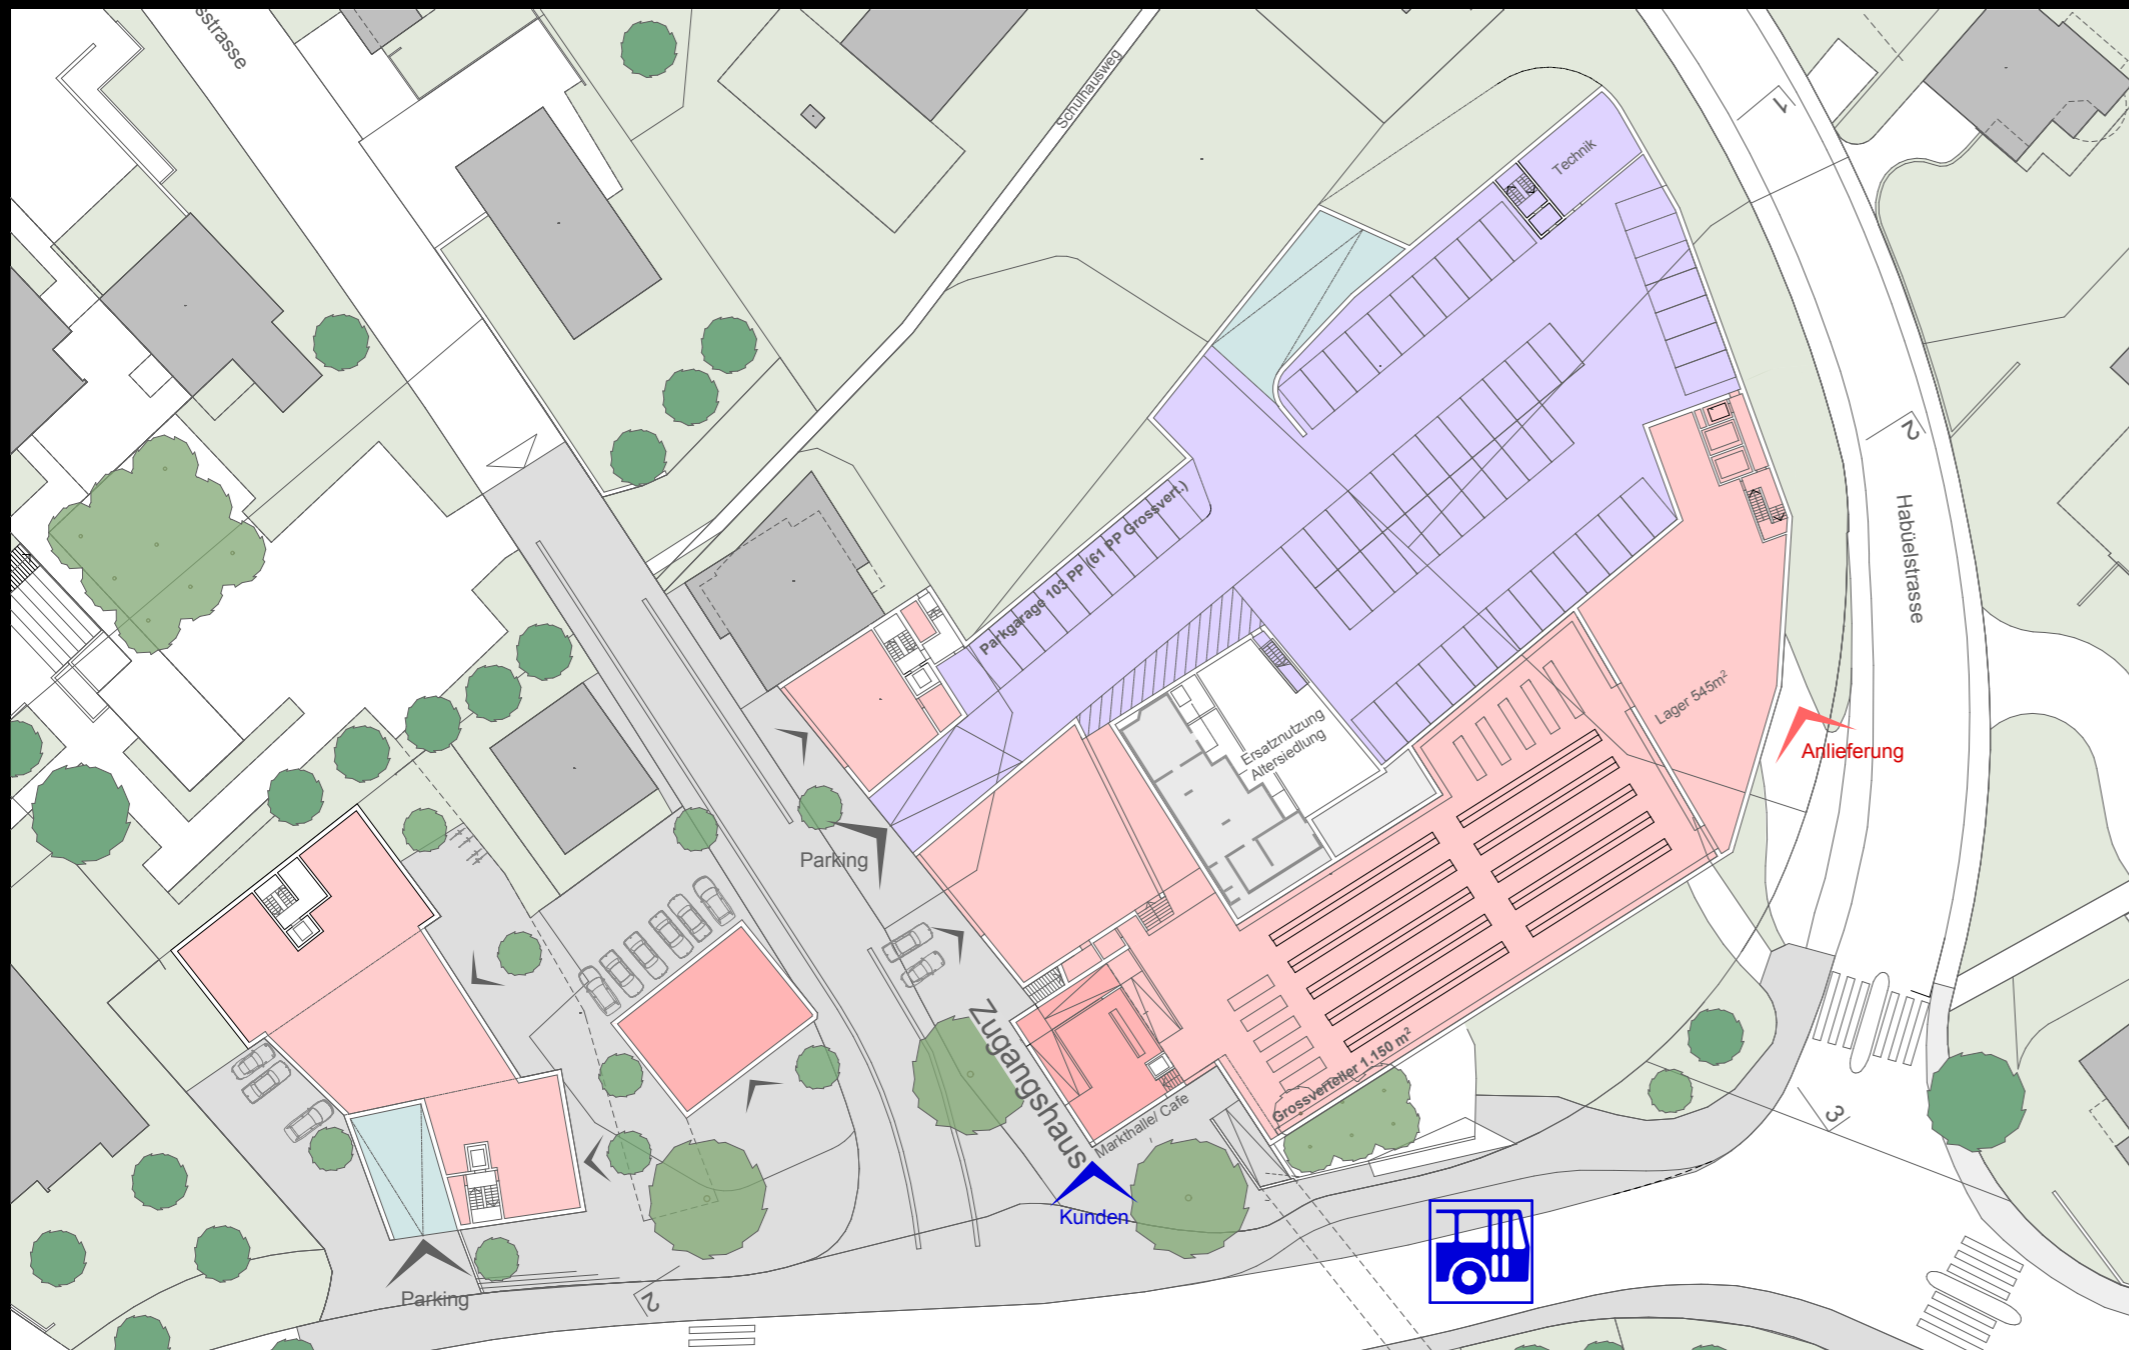 sstrasse
Schulhausweg
1
Technik
2
Habüelstrasse
Parkgarage 103 PP (61 PP Grossvert.)
Lager 545m²
Ersatznutzung
Altersiedlung
Anlieferung
Parking
Zugangshaus
Grossverteiler 1.150 m²
Markthalle/ Cafe
Kunden
3
Parking
2